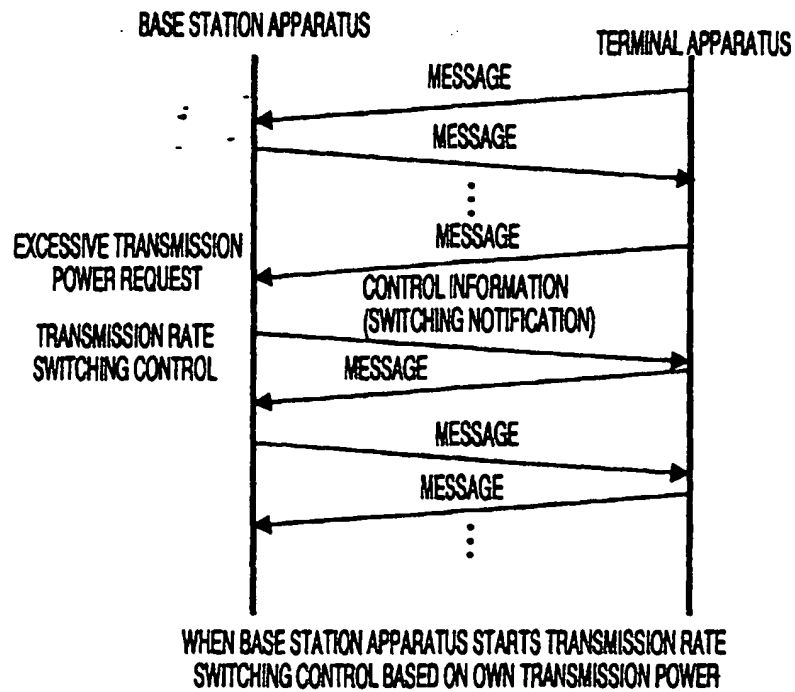 BASE STATION APPARATUS
TERMINAL APPARATUS
MESSAGE
MESSAGE
MESSAGE
EXCESSIVE TRANSMISSION
POWER REQUEST
CONTROL INFORMATION
(SWITCHING NOTIFICATION)
TRANSMISSION RATE
SWITCHING CONTROL
MESSAGE
MESSAGE
MESSAGE
WHEN BASE STATION APPARATUS STARTS TRANSMISSION RATE
SWITCHING CONTROL BASED ON OWN TRANSMISSION POWER